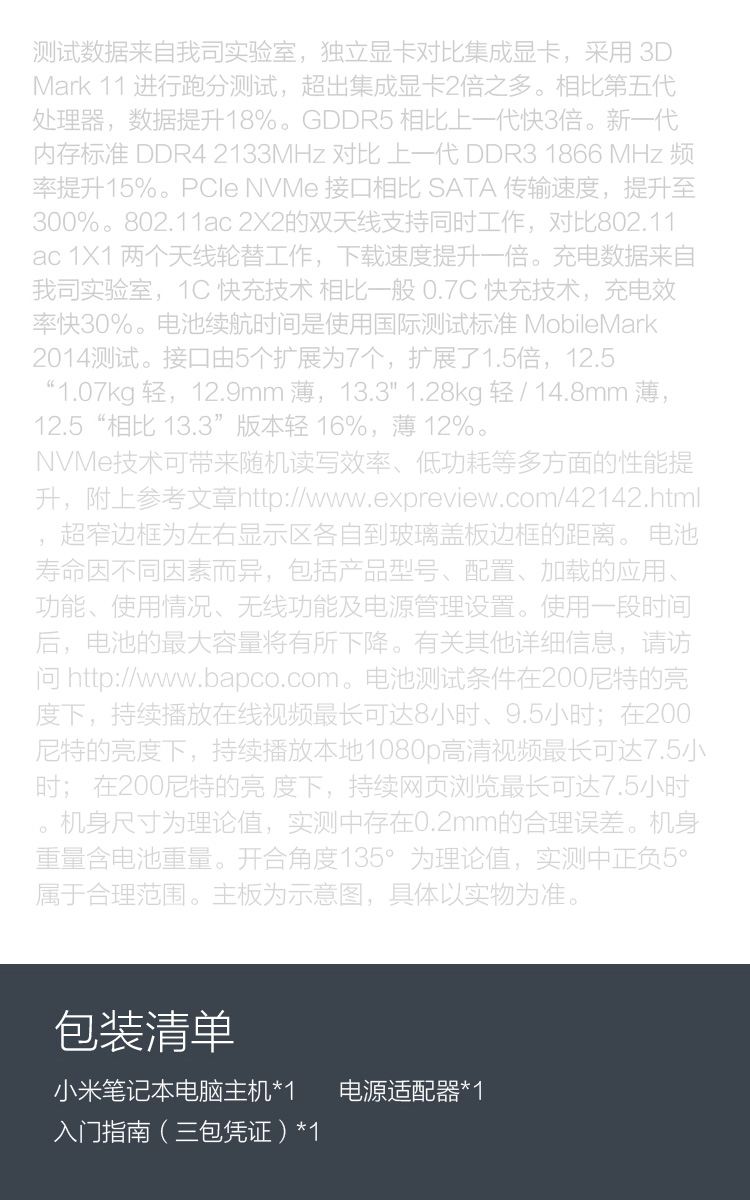 测试数据来自我司实验室，独立显卡对比集成显卡，采用 3D
Mark 11 进行跑分测试，超出集成显卡2倍之多。相比第五代
处理器，数据提升18%。GDDR5 相比上一代快3倍。新一代
内存标准 DDR4 2133MHz 对比 上一代 DDR3 1866 MHz 频
率提升15%。PCIe NVMe 接口相比 SATA 传输速度，提升至
300%。802.11ac 2X2的双天线支持同时工作，对比802.11
ac 1X1 两个天线轮替工作，下载速度提升一倍。充电数据来自
我司实验室，1C 快充技术 相比一般 0.7C 快充技术，充电效
率快30%。电池续航时间是使用国际测试标准 MobileMark
2014测试。接口由5个扩展为7个，扩展了1.5倍，12.5
“1.07kg 轻，12.9mm 薄，13.3" 1.28kg 轻 / 14.8mm 薄，
12.5“相比 13.3”版本轻 16%，薄 12%。
NVMe技术可带来随机读写效率、低功耗等多方面的性能提
升，附上参考文章http://www.expreview.com/42142.html
，超窄边框为左右显示区各自到玻璃盖板边框的距离。 电池
寿命因不同因素而异，包括产品型号、配置、加载的应用、
功能、使用情况、无线功能及电源管理设置。使用一段时间
后，电池的最大容量将有所下降。有关其他详细信息，请访
问 http://www.bapco.com。电池测试条件在200尼特的亮
度下，持续播放在线视频最长可达8小时、9.5小时；在200
尼特的亮度下，持续播放本地1080p高清视频最长可达7.5小
时； 在200尼特的亮 度下，持续网页浏览最长可达7.5小时
。机身尺寸为理论值，实测中存在0.2mm的合理误差。机身
重量含电池重量。开合角度135° 为理论值，实测中正负5°
属于合理范围。主板为示意图，具体以实物为准。
包装清单
小米笔记本电脑主机*1 电源适配器*1
入门指南（三包凭证）*1